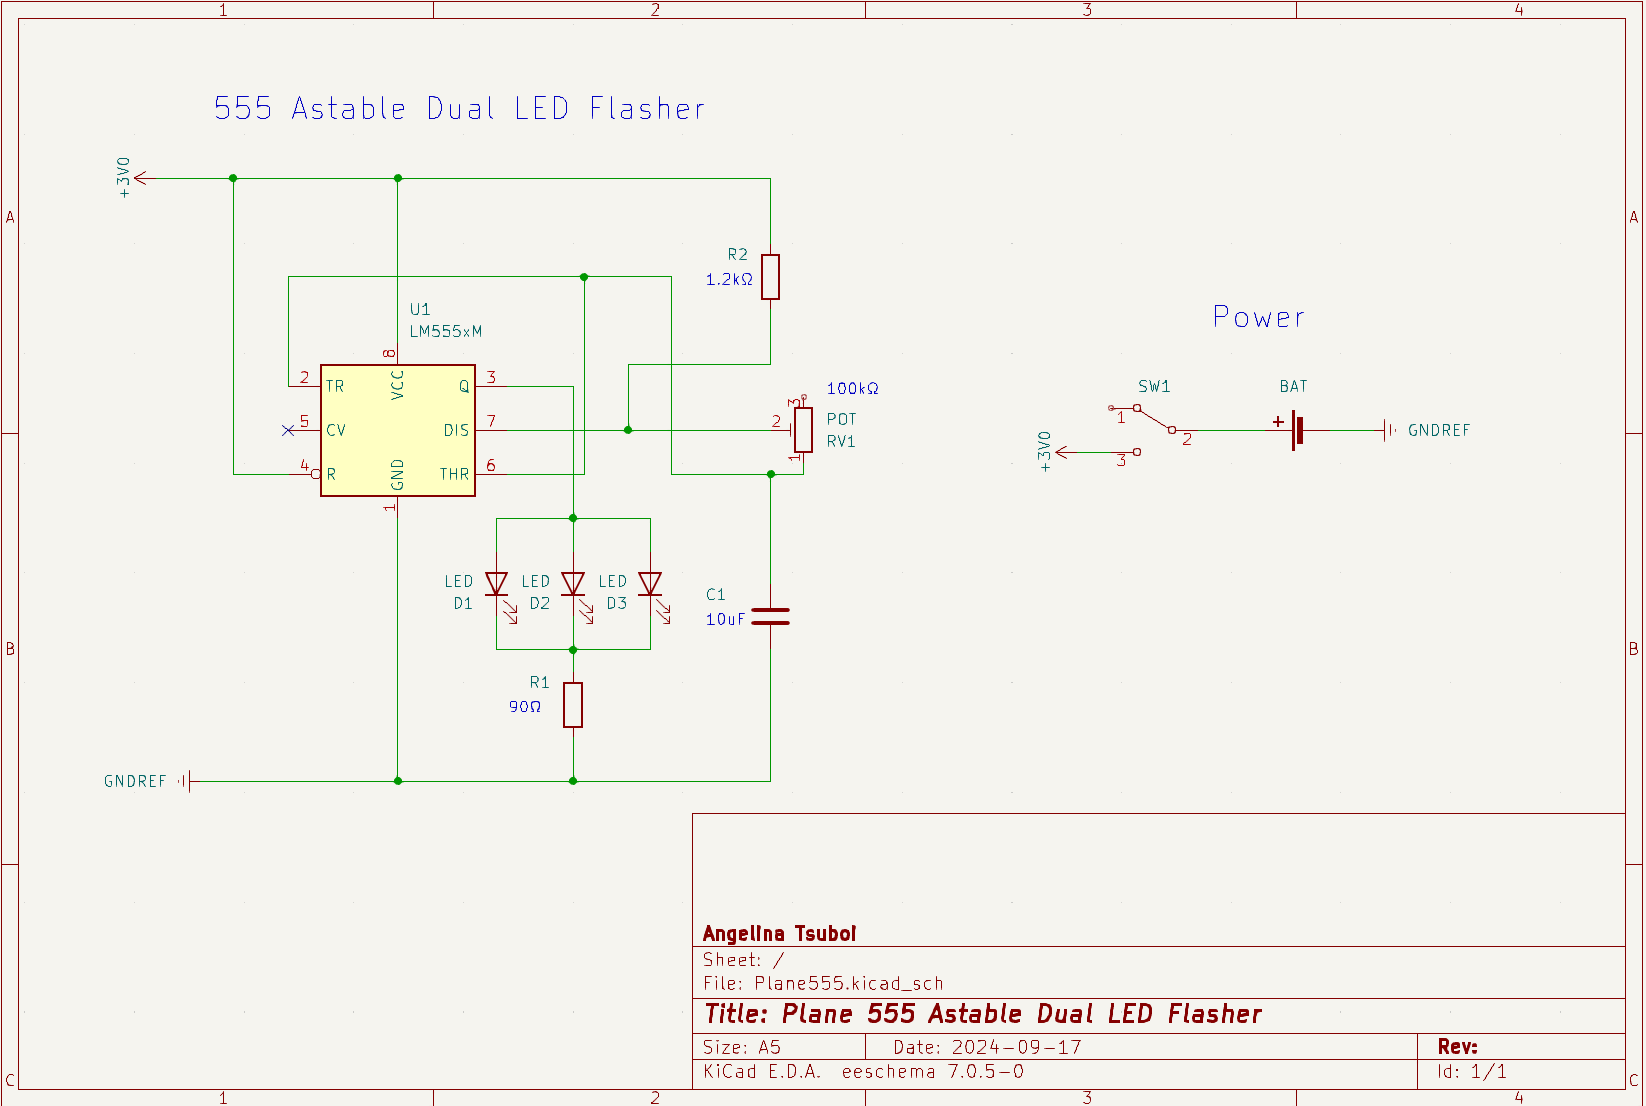 1 2 3 4
555 Astable Dual LED Flasher
+3V0
A A
R2
1.2kΩ
U1
LM555xM
Power
8
2 TR VCC Q 3
3 100kΩ
SW1 BAT
POT
1
5 CV DIS 7
2
RV1
+
2
GNDREF
+3V0
4 R GND THR 6
1
3
1
LED LED LED
D1 D2 D3
C1
10uF
B B
R1
90Ω
GNDREF
Angelina Tsuboi
Sheet: /
File: Plane555.kicad_sch
Title: Plane 555 Astable Dual LED Flasher
Size: A5 Date: 2024-09-17 Rev:
KiCad E.D.A. eeschema 7.0.5-0 Id: 1/1
C C
1 2 3 4